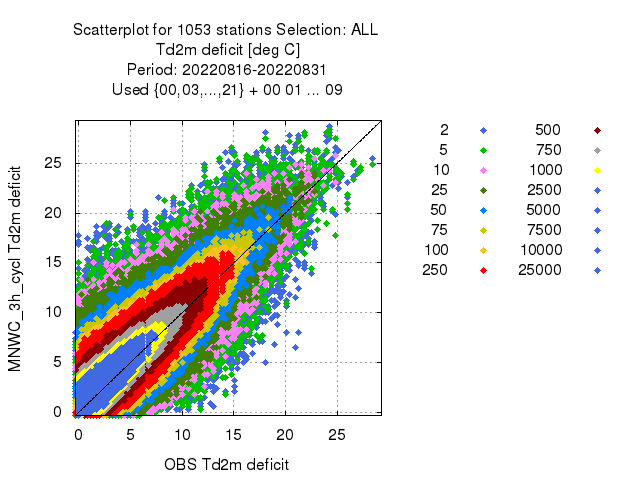 Scatterplot for 1053 stations Selection: ALL
Td2m deficit [deg C]
Period: 20220816-20220831
Used {00,03,...,21} + 00 01 ... 09
MNWC_3h_cycl Td2m deficit
25
20
15
10
5
0
0 5 10 15 20 25
OBS Td2m deficit
2 500
5 750
10 1000
25 2500
50 5000
75 7500
100 10000
250 25000